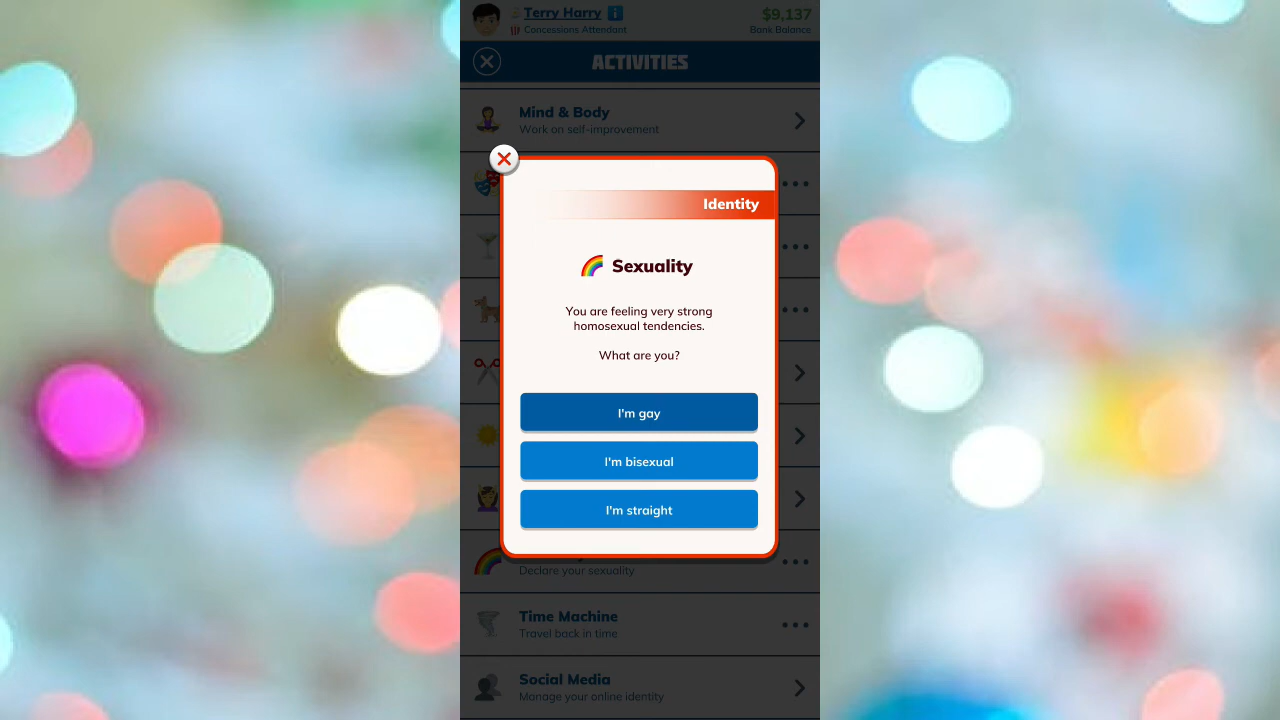 Terry Harry
Concessions Attendant
$9,137
Bank Balance
ACTIVITIES
Mind & Body
Work on self-improvement
Identity
Sexuality
You are feeling very strong
homosexual tendencies.
What are you?
I'm gay
I'm bisexual
I'm straight
Declare your sexuality
Time Machine
Travel back in time
Social Media
Manage your online identity